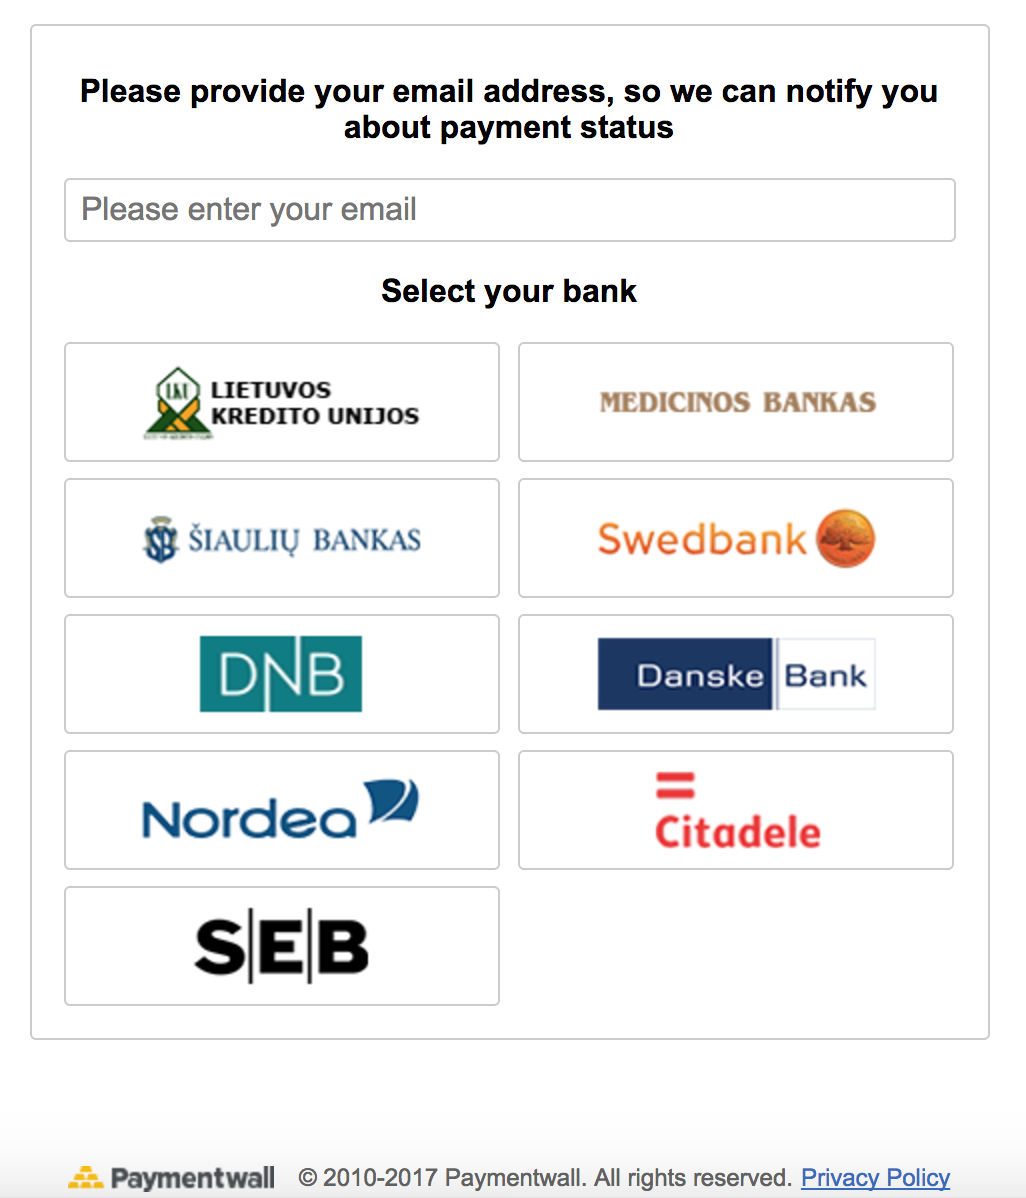 Please provide your email address, so we can notify you
about payment status
Please enter your email
Select your bank
LKU
LIETUVOS
KREDITO UNIJOS
MEDICINOS BANKAS
ŠIAULIŲ BANKAS
Swedbank
DNB
Danske Bank
Nordea
Citadele
SEB
Paymentwall © 2010-2017 Paymentwall. All rights reserved. Privacy Policy